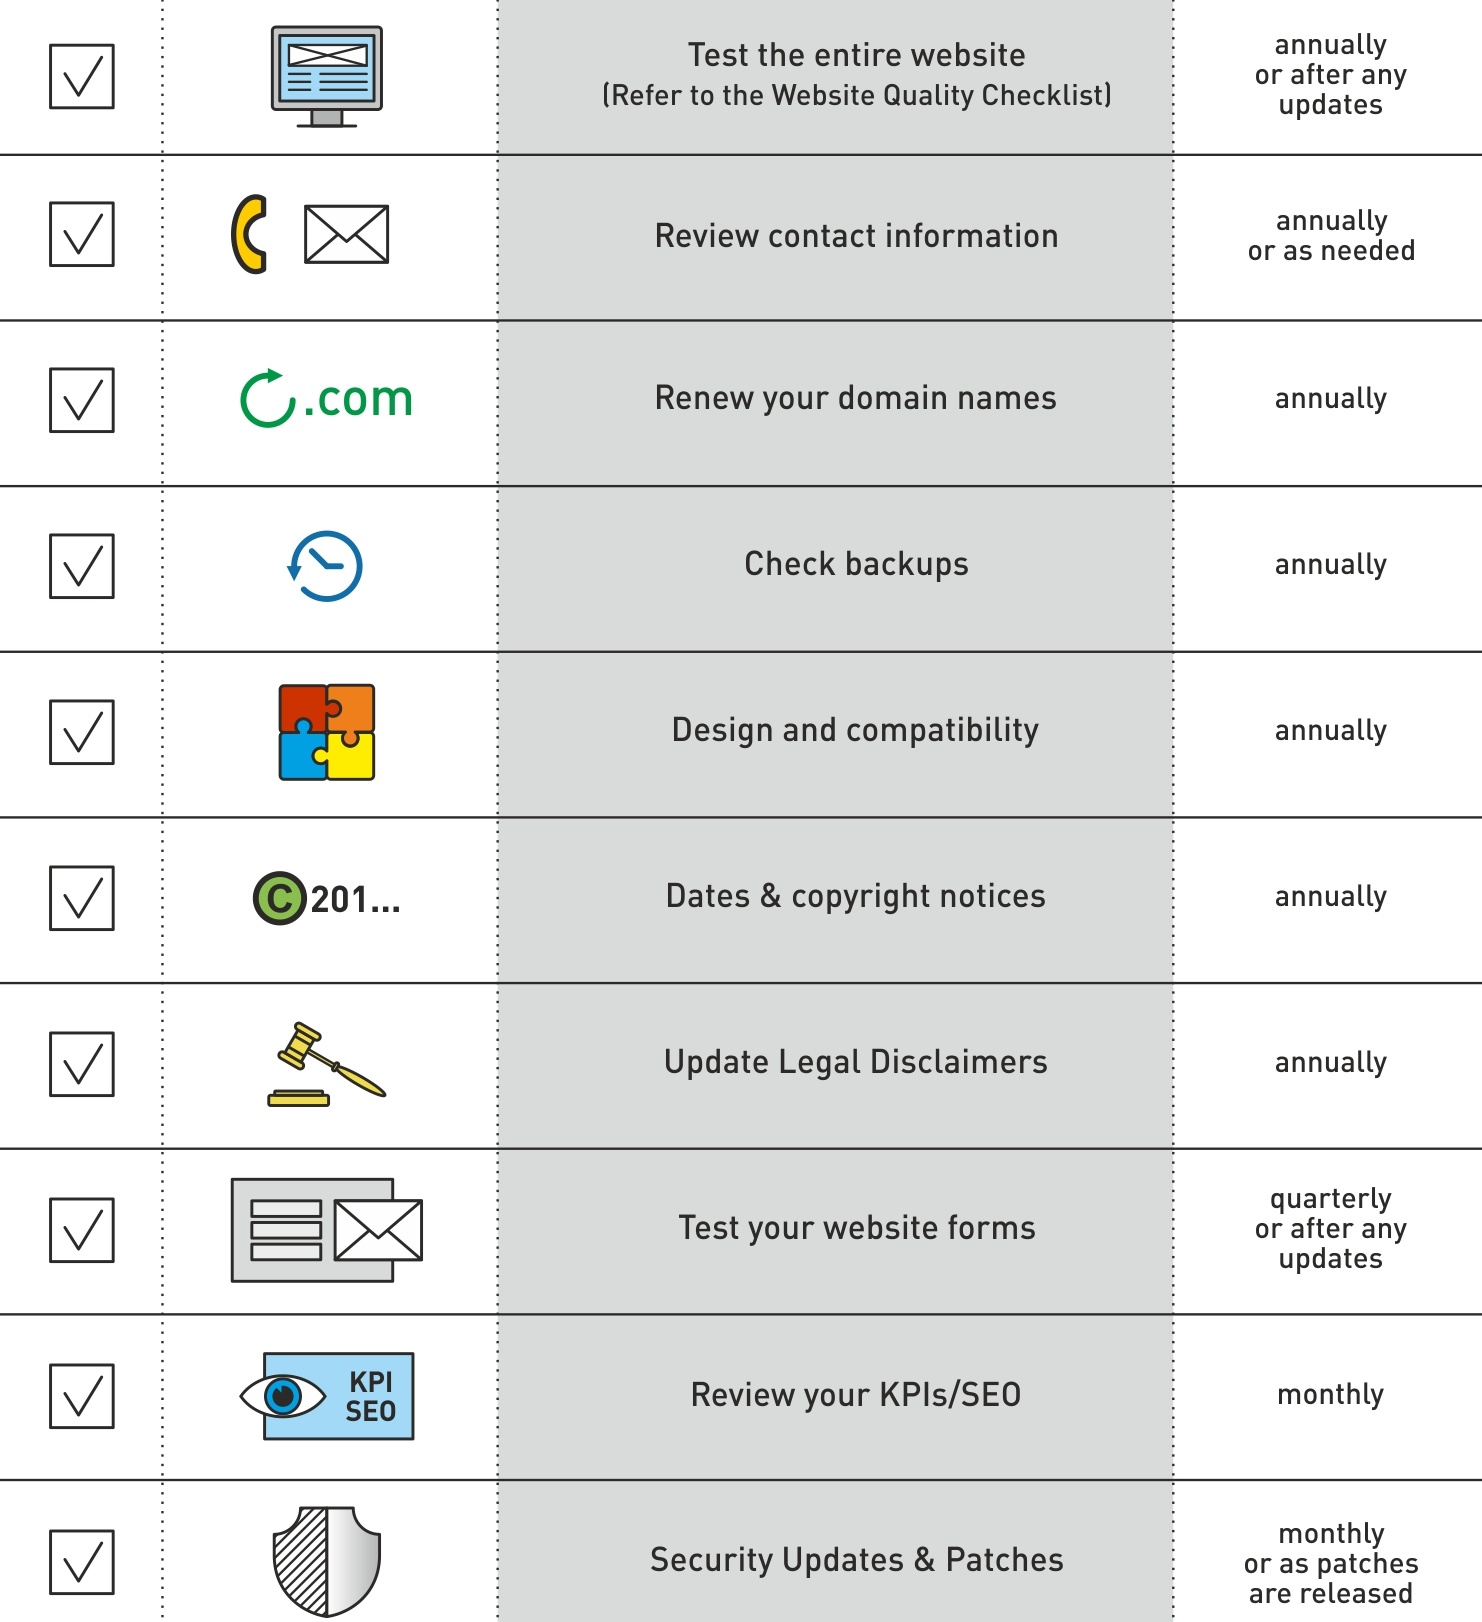 Test the entire website
(Refer to the Website Quality Checklist)
annually
or after any
updates
Review contact information
annually
or as needed
.com
Renew your domain names
annually
Check backups
annually
Design and compatibility
annually
©201...
Dates & copyright notices
annually
Update Legal Disclaimers
annually
Test your website forms
quarterly
or after any
updates
KPI
SEO
Review your KPIs/SEO
monthly
Security Updates & Patches
monthly
or as patches
are released